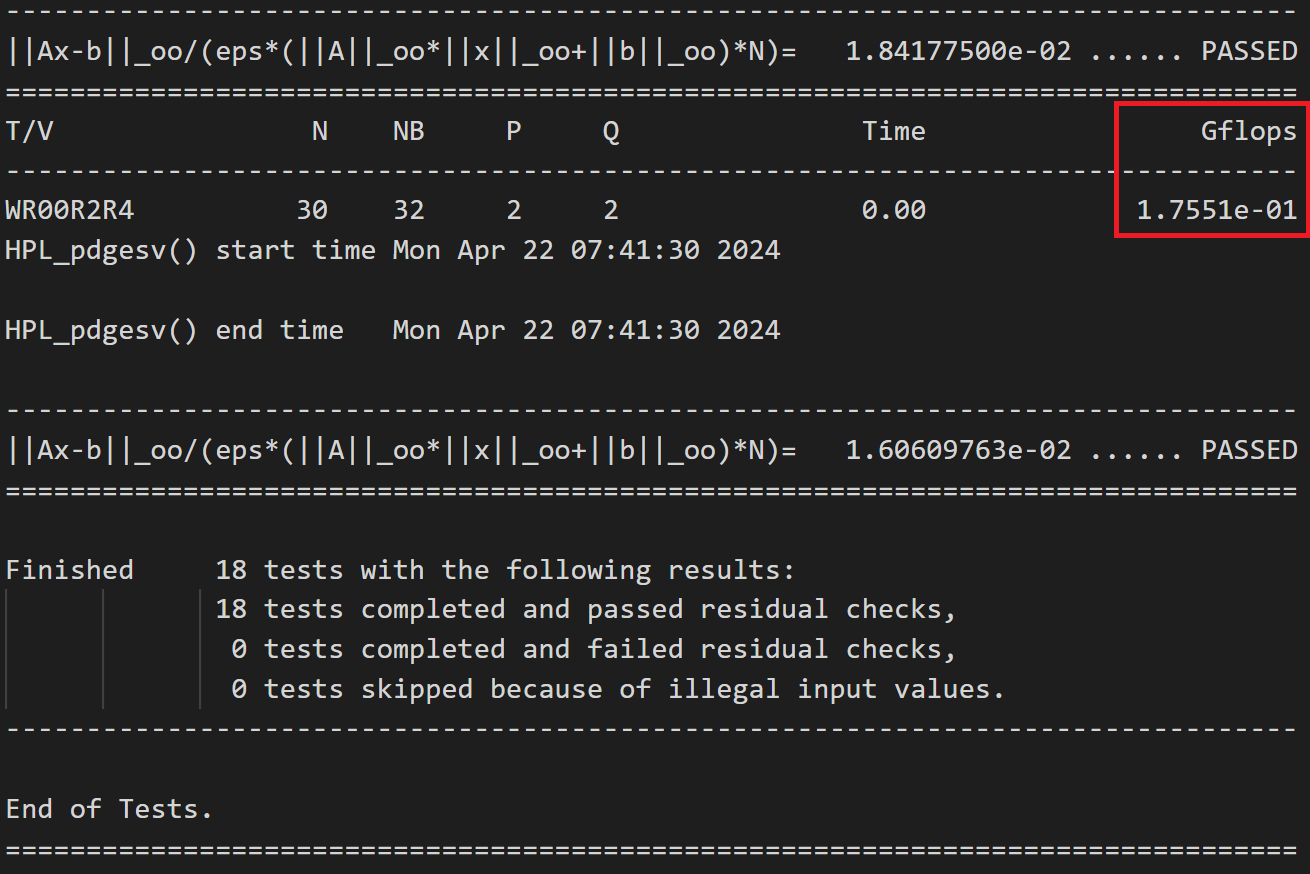 --------------------------------------------------------------------------------
||Ax-b||_oo/(eps*(||A||_oo*||x||_oo+||b||_oo)*N)=   1.84177500e-02 ...... PASSED
================================================================================
T/V                N    NB     P     Q               Time                 Gflops
--------------------------------------------------------------------------------
WR00R2R4          30    32     2     2               0.00             1.7551e-01
HPL_pdgesv() start time Mon Apr 22 07:41:30 2024
HPL_pdgesv() end time   Mon Apr 22 07:41:30 2024
--------------------------------------------------------------------------------
||Ax-b||_oo/(eps*(||A||_oo*||x||_oo+||b||_oo)*N)=   1.60609763e-02 ...... PASSED
================================================================================
Finished     18 tests with the following results:
             18 tests completed and passed residual checks,
              0 tests completed and failed residual checks,
              0 tests skipped because of illegal input values.
--------------------------------------------------------------------------------
End of Tests.
================================================================================